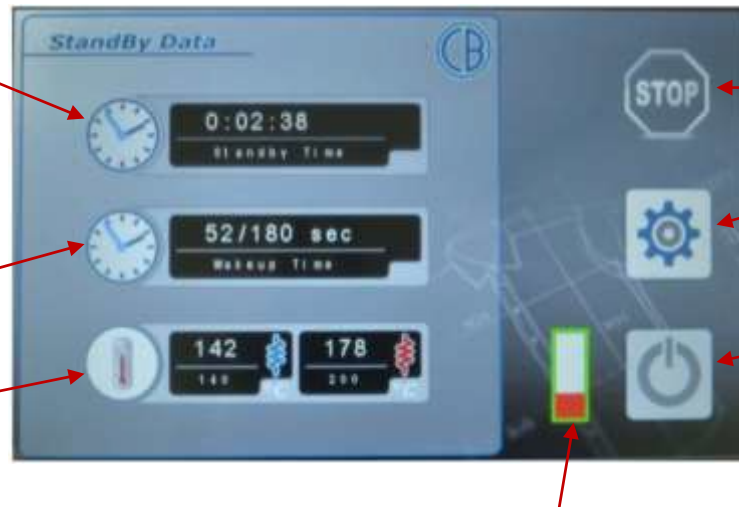 StandBy Data
CB
STOP
0:02:38
Standby Time
52/180 sec
Wakeup Time
142
178
140
200
°C
°C